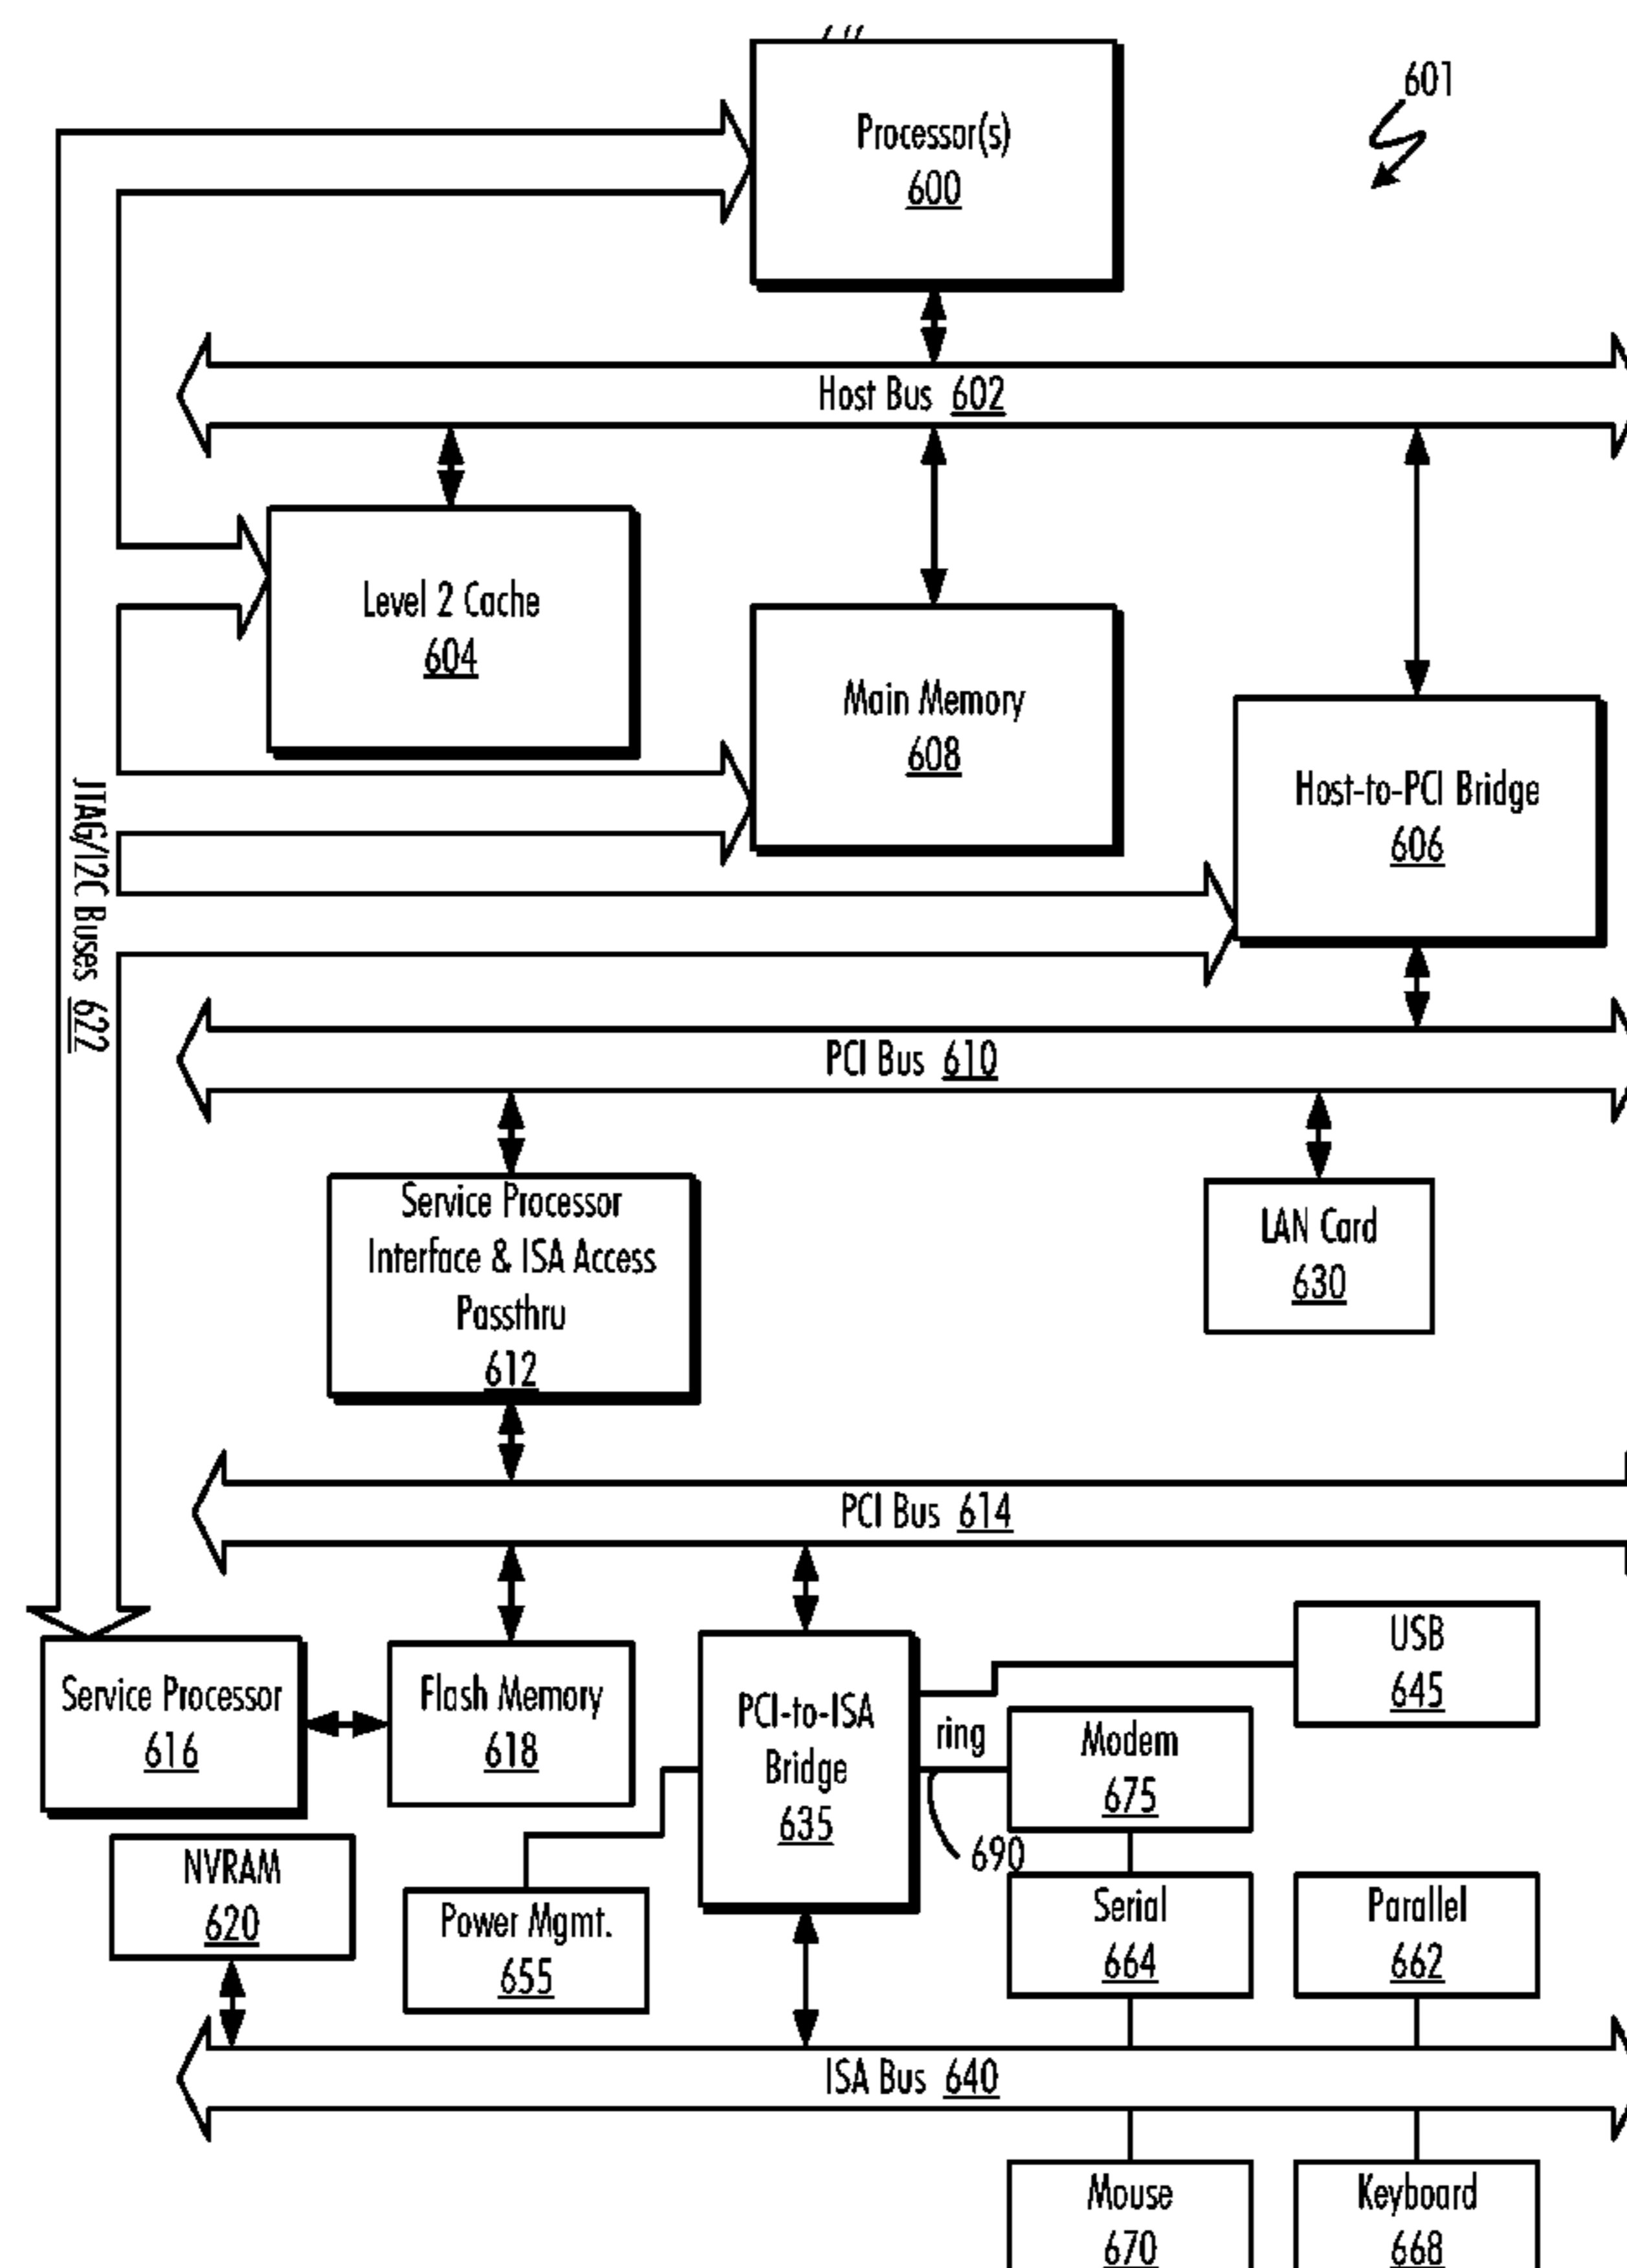 601
Processor(s)
600
Host Bus 602
Level 2 Cache
604
Main Memory
608
Host-to-PCI Bridge
606
JTAG/I2C Buses 622
PCI Bus 610
Service Processor
Interface & ISA Access
Passthru
612
LAN Card
630
PCI Bus 614
USB
645
Service Processor
616
Flash Memory
618
PCI-to-ISA
Bridge
635
ring
Modem
675
690
NVRAM
620
Power Mgmt.
655
Serial
664
Parallel
662
ISA Bus 640
Mouse
670
Keyboard
668